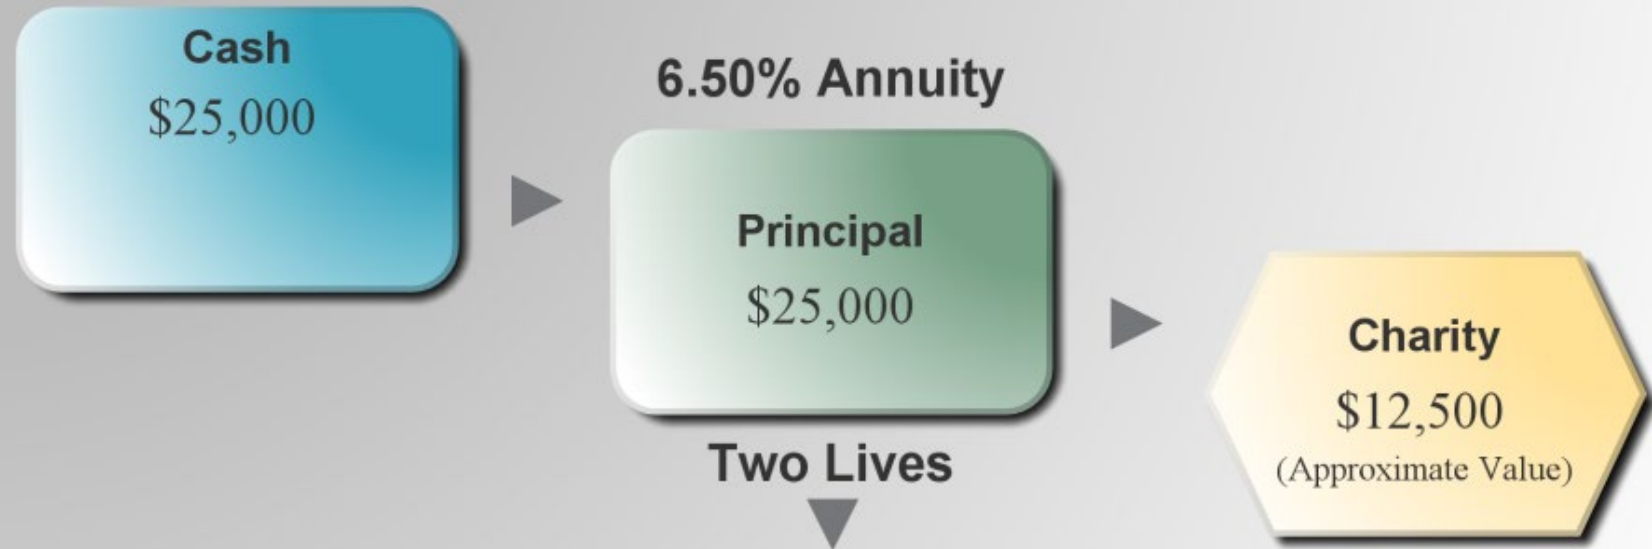 Cash
$25,000
6.50% Annuity
Principal
$25,000
Two Lives
Charity
$12,500
(Approximate Value)